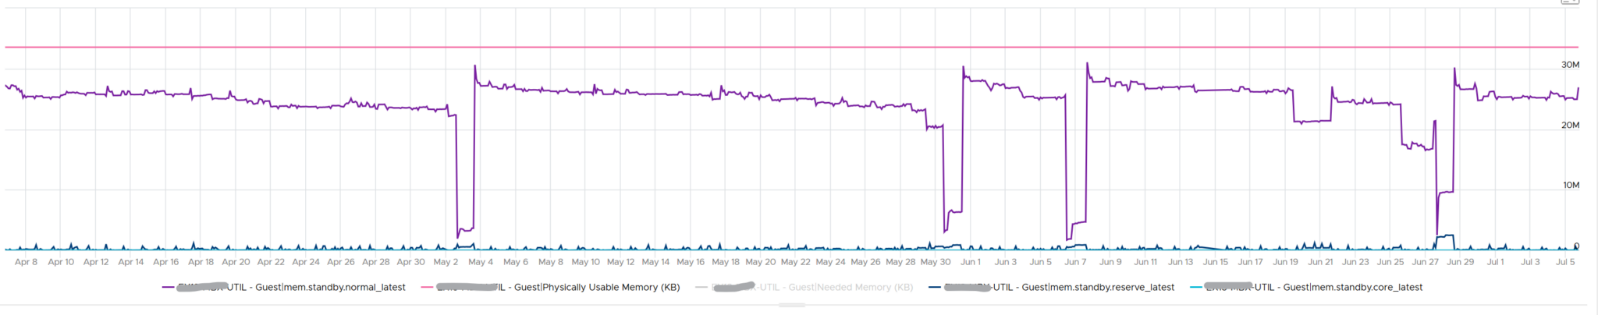 30M
20M
10M
0
Apr 8 Apr 10 Apr 12 Apr 14 Apr 16 Apr 18 Apr 20 Apr 22 Apr 24 Apr 26 Apr 28 Apr 30 May 2 May 4 May 6 May 8 May 10 May 12 May 14 May 16 May 18 May 20 May 22 May 24 May 26 May 28 May 30 Jun 1 Jun 3 Jun 5 Jun 7 Jun 9 Jun 11 Jun 13 Jun 15 Jun 17 Jun 19 Jun 21 Jun 23 Jun 25 Jun 27 Jun 29 Jul 1 Jul 3 Jul 5
-UTIL - Guest|mem.standby.normal_latest IL - Guest|Physically Usable Memory (KB) -UTIL - Guest|Needed Memory (KB) -UTIL - Guest|mem.standby.reserve_latest -UTIL - Guest|mem.standby.core_latest